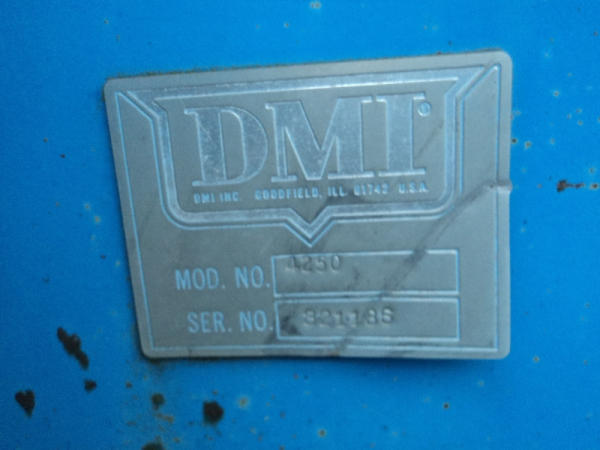 DMI®
DMI INC. GOODFIELD, ILL 61742 U.S.A.
MOD. NO. 4250
SER. NO.